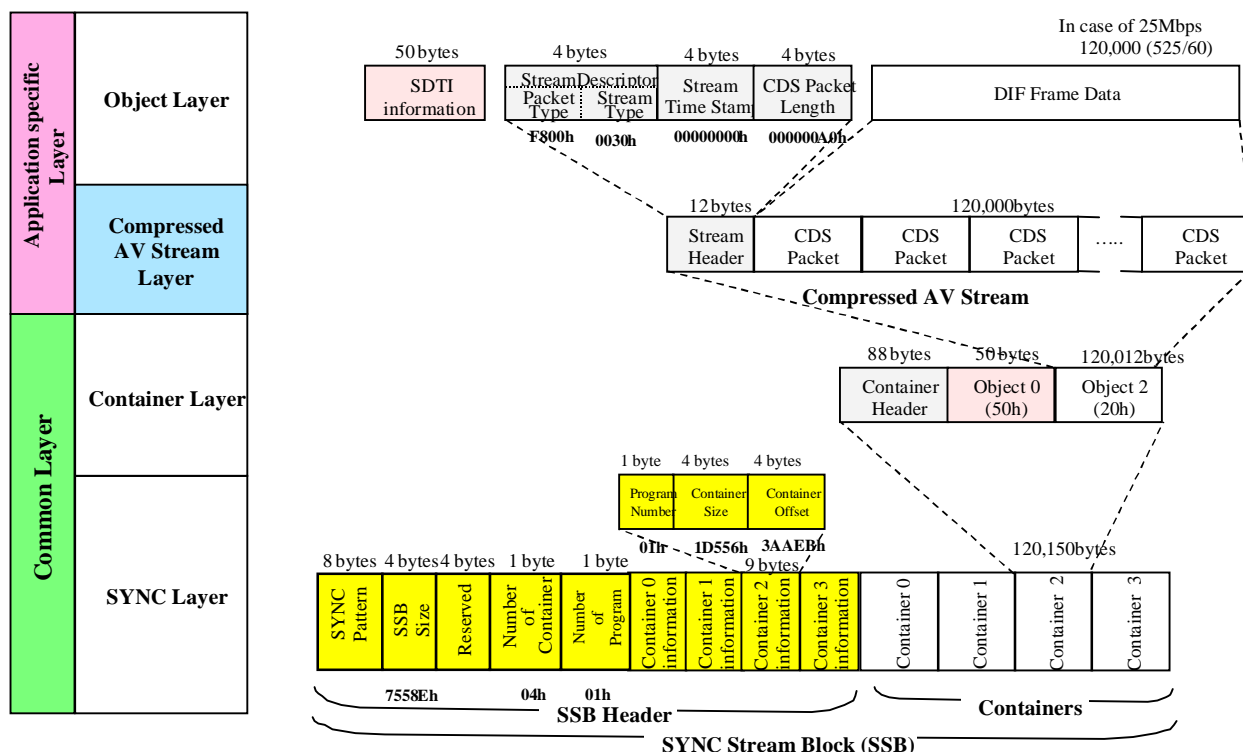 Application specific
Layer
Common Layer
Object Layer
Compressed
AV Stream
Layer
Container Layer
SYNC Layer
In case of 25Mbps
120,000 (525/60)
50 bytes
4 bytes
4 bytes
4 bytes
SDTI
information
StreamDescriptor
Packet
Type
Stream
Type
Stream
Time Stamp
CDS Packet
Length
DIF Frame Data
F800h
0030h
00000000h
000000A0h
12bytes
120,000bytes
Stream
Header
CDS
Packet
CDS
Packet
CDS
Packet
.....
CDS
Packet
Compressed AV Stream
88 bytes
50 bytes
120,012bytes
Container
Header
Object 0
(50h)
Object 2
(20h)
1 byte
4 bytes
4 bytes
Program
Number
Container
Size
Container
Offset
01h
1D556h
3AAEBh
8 bytes
4 bytes
4 bytes
1 byte
1 byte
9 bytes
120,150bytes
SYNC
Pattern
SSB
Size
Reserved
Number
of
Container
Number
of
Program
Container 0
information
Container 1
information
Container 2
information
Container 3
information
Container 0
Container 1
Container 2
Container 3
7558Eh
04h
01h
SSB Header
Containers
SYNC Stream Block (SSB)